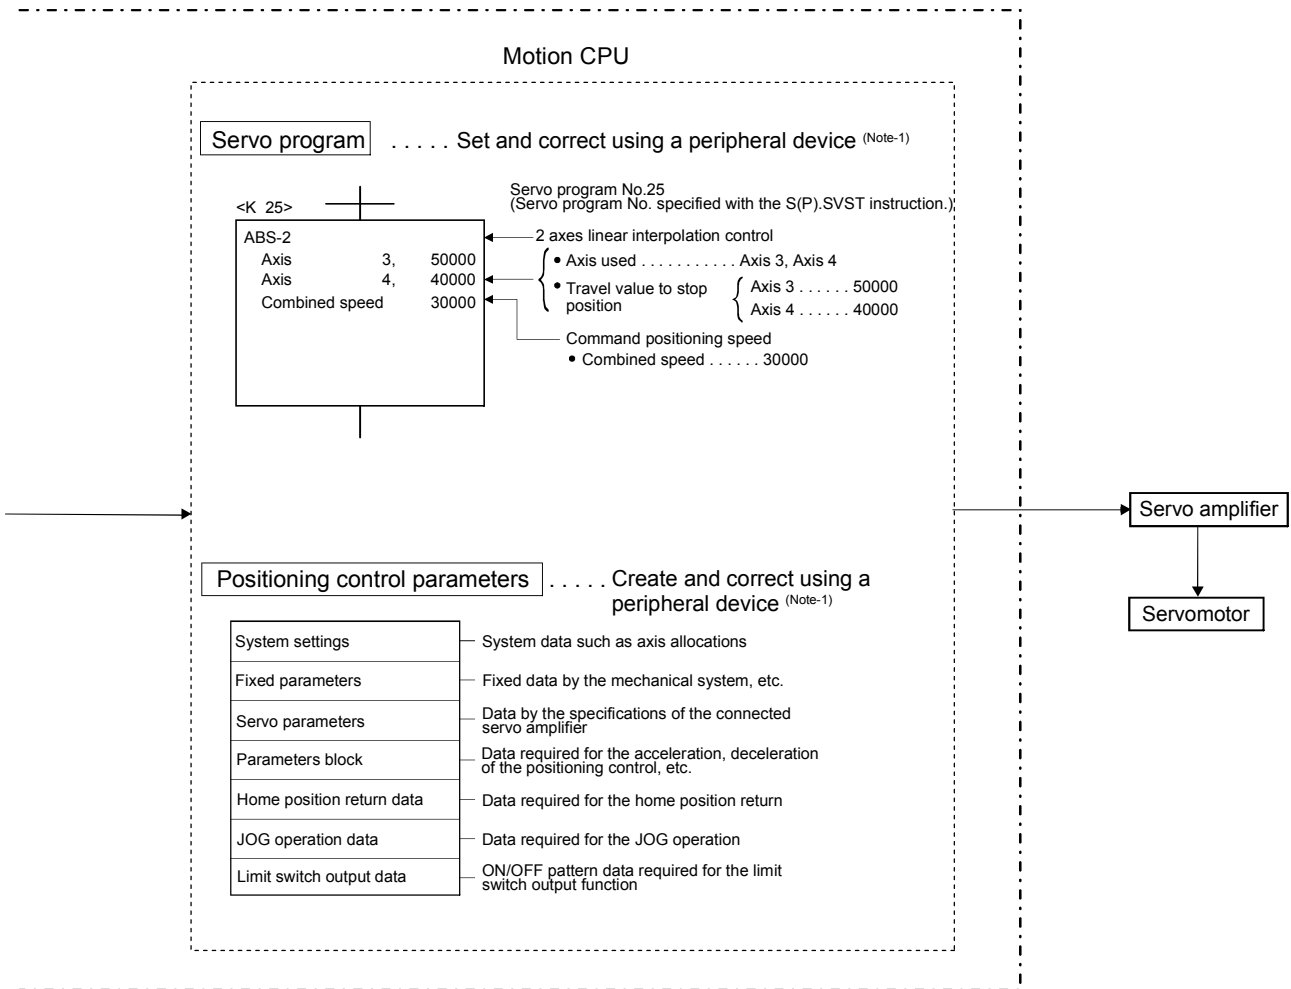 Motion CPU
Servo program . . . . . Set and correct using a peripheral device (Note-1)
Servo program No.25
(Servo program No. specified with the S(P).SVST instruction.)
<K 25>
ABS-2
Axis 3, 50000
Axis 4, 40000
Combined speed 30000
2 axes linear interpolation control
• Axis used . . . . . . . . . . . Axis 3, Axis 4
• Travel value to stop
position
Axis 3 . . . . . . 50000
Axis 4 . . . . . . 40000
Command positioning speed
• Combined speed . . . . . . 30000
Servo amplifier
Servomotor
Positioning control parameters . . . . . Create and correct using a
peripheral device (Note-1)
System settings System data such as axis allocations
Fixed parameters Fixed data by the mechanical system, etc.
Servo parameters Data by the specifications of the connected
servo amplifier
Parameters block Data required for the acceleration, deceleration
of the positioning control, etc.
Home position return data Data required for the home position return
JOG operation data Data required for the JOG operation
Limit switch output data ON/OFF pattern data required for the limit
switch output function